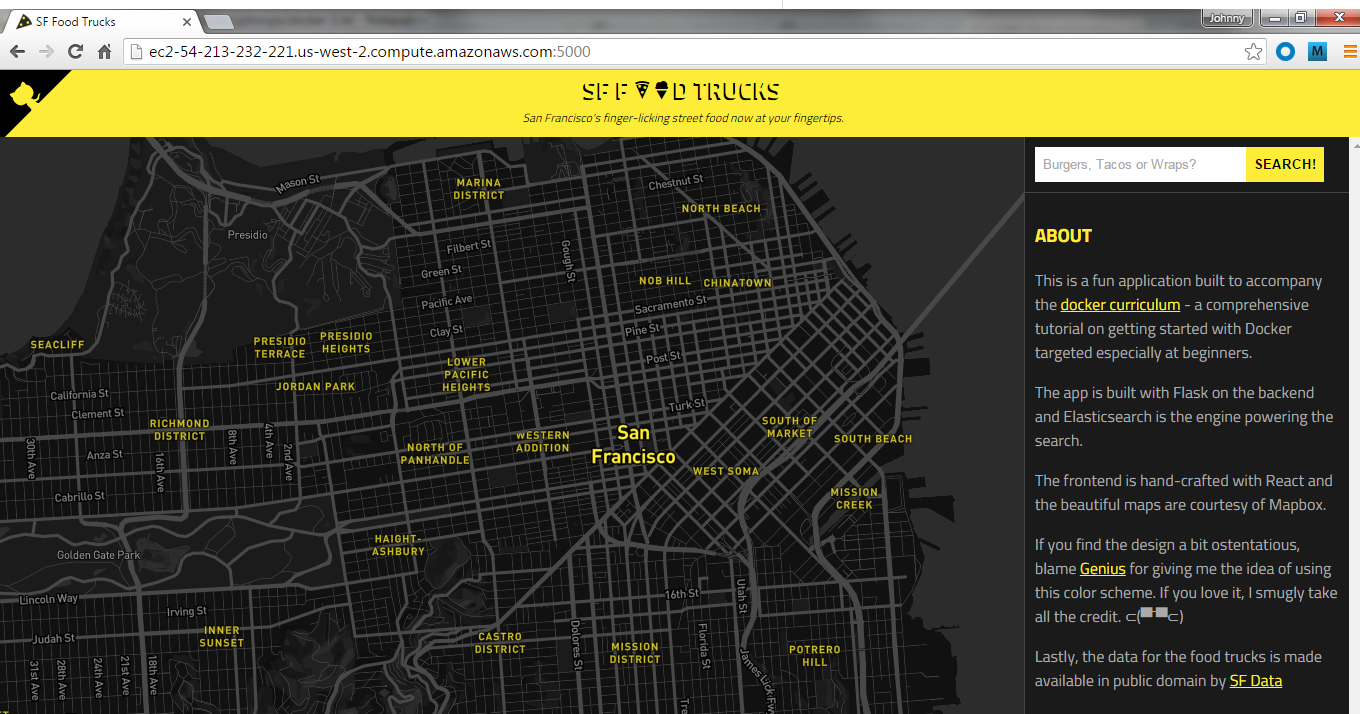 SF Food Trucks
Johnny
ec2-54-213-232-221.us-west-2.compute.amazonaws.com:5000
M
SF F D TRUCKS
San Francisco's finger-licking street food now at your fingertips.
Burgers, Tacos or Wraps?
SEARCH!
ABOUT
This is a fun application built to accompany
the docker curriculum - a comprehensive
tutorial on getting started with Docker
targeted especially at beginners.
The app is built with Flask on the backend
and Elasticsearch is the engine powering the
search.
The frontend is hand-crafted with React and
the beautiful maps are courtesy of Mapbox.
If you find the design a bit ostentatious,
blame Genius for giving me the idea of using
this color scheme. If you love it, I smugly take
all the credit. ⊂(▀-▀⊂)
Lastly, the data for the food trucks is made
available in public domain by SF Data
Mason St
MARINA
DISTRICT
Chestnut St
NORTH BEACH
Presidio
Filbert St
Gough St
Green St
NOB HILL
CHINATOWN
Pacific Ave
Sacramento St
Clay St
Pine St
SEACLIFF
PRESIDIO
TERRACE
PRESIDIO
HEIGHTS
Post St
LOWER
PACIFIC
HEIGHTS
JORDAN PARK
California St
Clement St
Turk St
RICHMOND
DISTRICT
SOUTH OF
MARKET
30th Ave
Anza St
16th Ave
8th Ave
4th Ave
2nd Ave
NORTH OF
PANHANDLE
WESTERN
ADDITION
San
Francisco
SOUTH BEACH
WEST SOMA
Cabrillo St
MISSION
CREEK
HAIGHT-
ASHBURY
Golden Gate Park
Lincoln Way
Irving St
16th St
Utah St
Judah St
INNER
SUNSET
CASTRO
DISTRICT
Dolores St
MISSION
DISTRICT
Florida St
James Lick Fwy
POTRERO
HILL
31st Ave
28th Ave
24th Ave
21st Ave
18th Ave